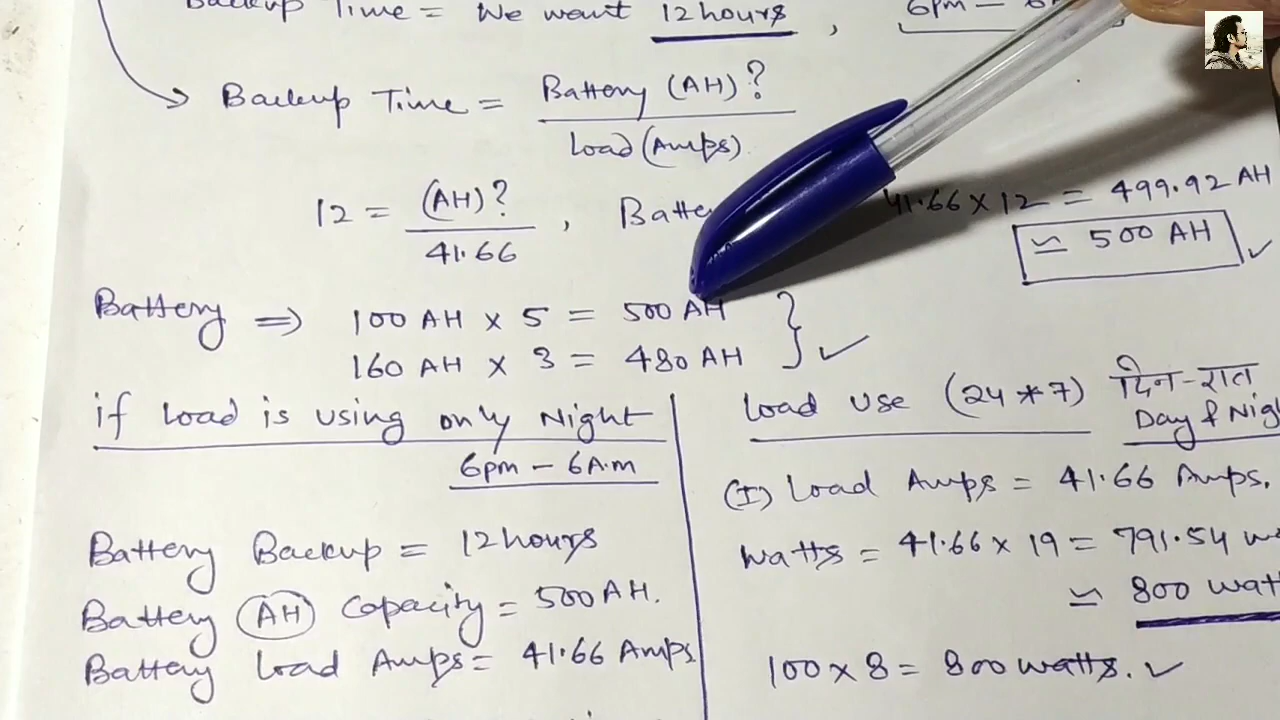 Backup Time = We want 12 hours , 6pm –
Backup Time = Battery (AH)?
Load (Amps)
12 = (AH)? , 41.66 × 12 = 499.92 AH
41.66
≃ 500 AH
Battery ⇒ 100 AH × 5 = 500 AH
160 AH × 3 = 480 AH
if Load is using only Night
6pm – 6A.m
Battery Backup = 12 hours
Battery (AH) Capacity = 500 AH.
Battery Load Amps = 41.66 Amps
Load Use (24*7) दिन-रात
Day &
(I) Load Amps = 41.66 Amps.
Watts = 41.66 × 19 = 791.54
≃ 800
100 × 8 = 800 watts.